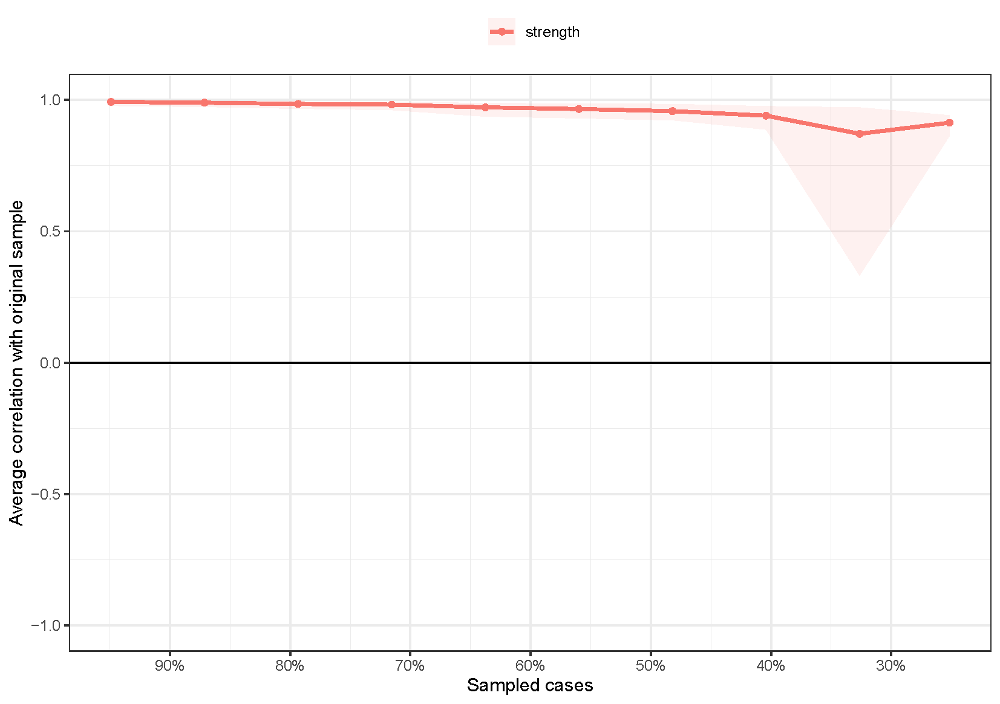 strength
Average correlation with original sample
1.0
0.5
0.0
−0.5
−1.0
90% 80% 70% 60% 50% 40% 30%
Sampled cases